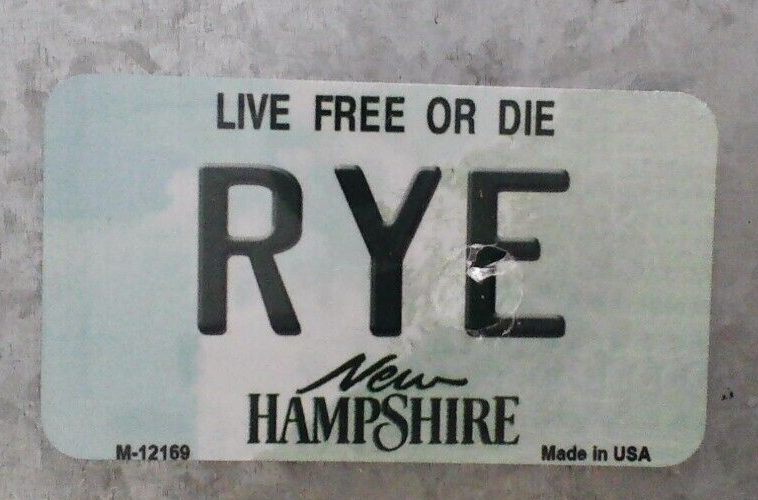 LIVE FREE OR DIE
RYE
New
HAMPSHIRE
M-12169 Made in USA